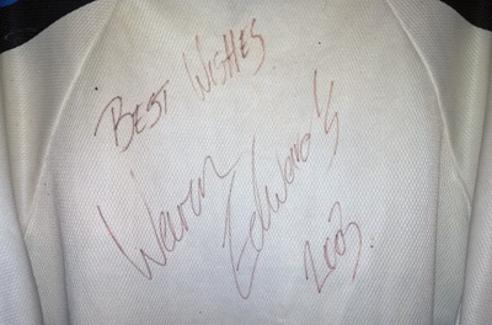 BEST WISHES
Warren
Edwards
2003.